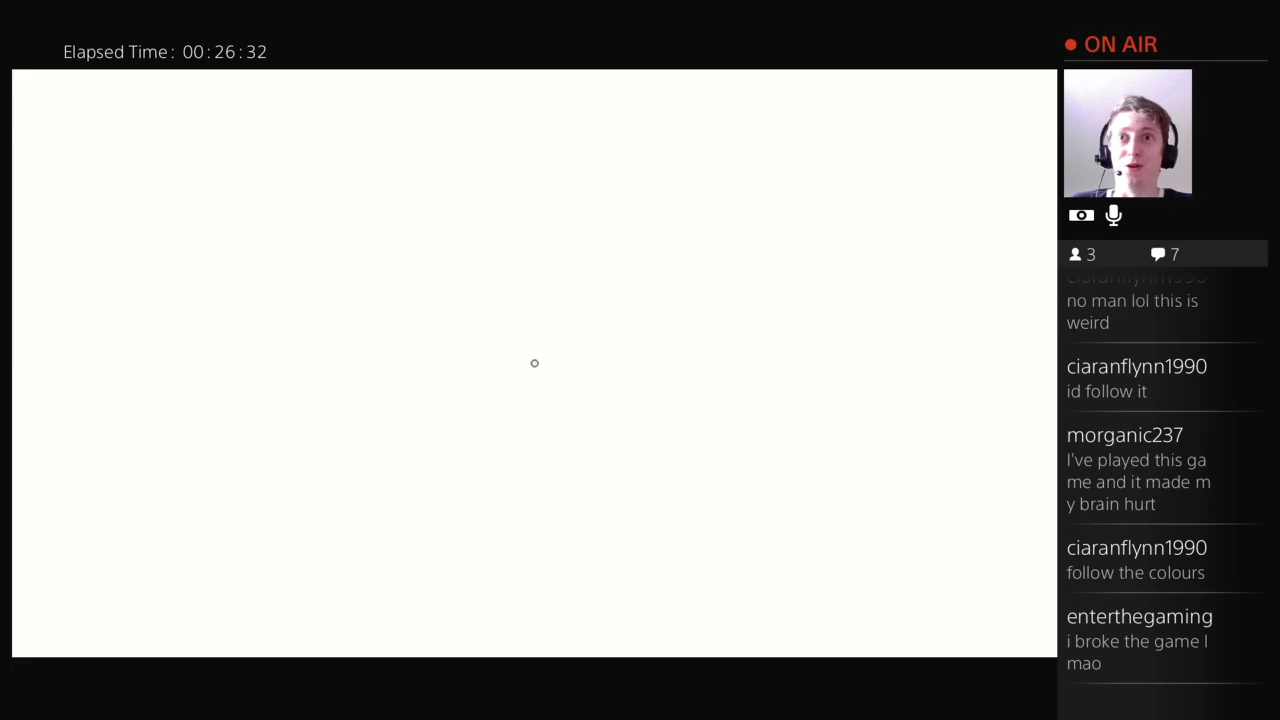 Elapsed Time: 00:26:32
ON AIR
3
7
ciaranflynn1990
no man lol this is
weird
ciaranflynn1990
id follow it
morganic237
I've played this ga
me and it made m
y brain hurt
ciaranflynn1990
follow the colours
enterthegaming
i broke the game l
mao